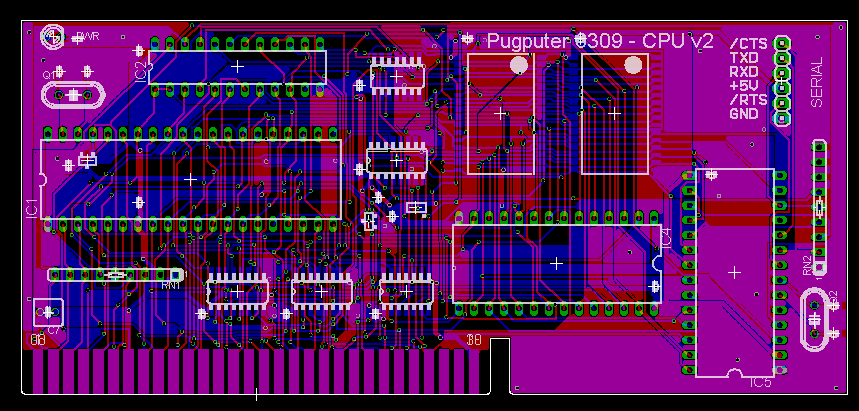 PWR
Pugputer 6309 - CPU v2
/CTS
TXD
RXD
+5V
/RTS
GND
SERIAL
Q1
IC2
IC1
IC4
RN1
RN2
Q2
C7
IC5